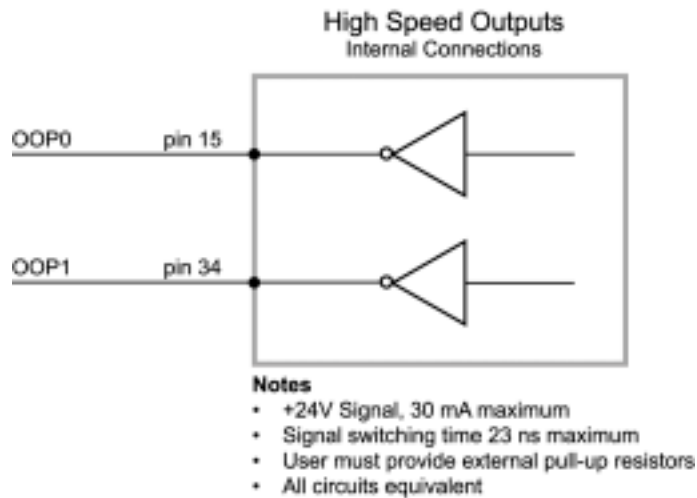 High Speed Outputs
Internal Connections
OOP0 pin 15
OOP1 pin 34
Notes
• +24V Signal, 30 mA maximum
• Signal switching time 23 ns maximum
• User must provide external pull-up resistors
• All circuits equivalent